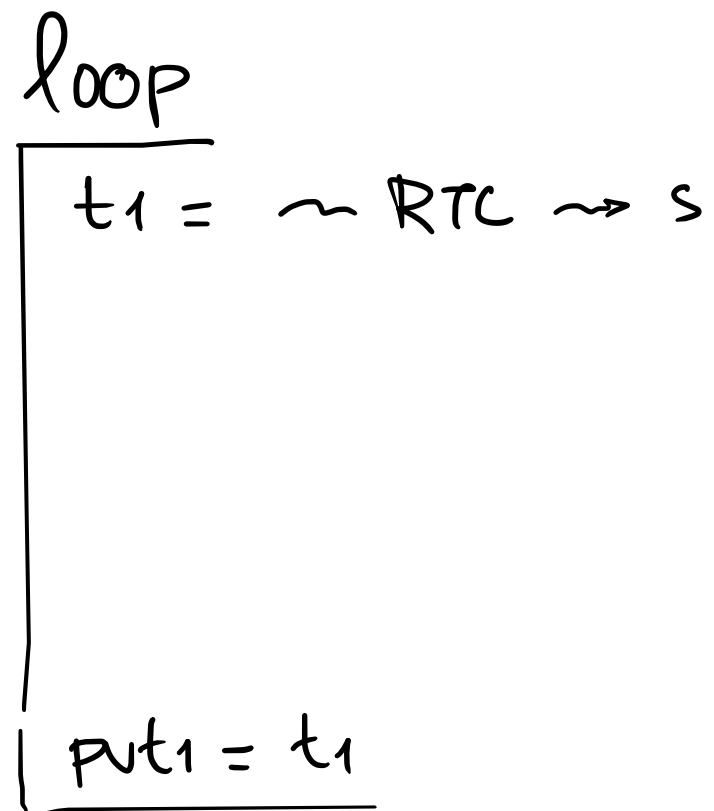 loop
t1 = ~ RTC ⇝ s
pvt1 = t1